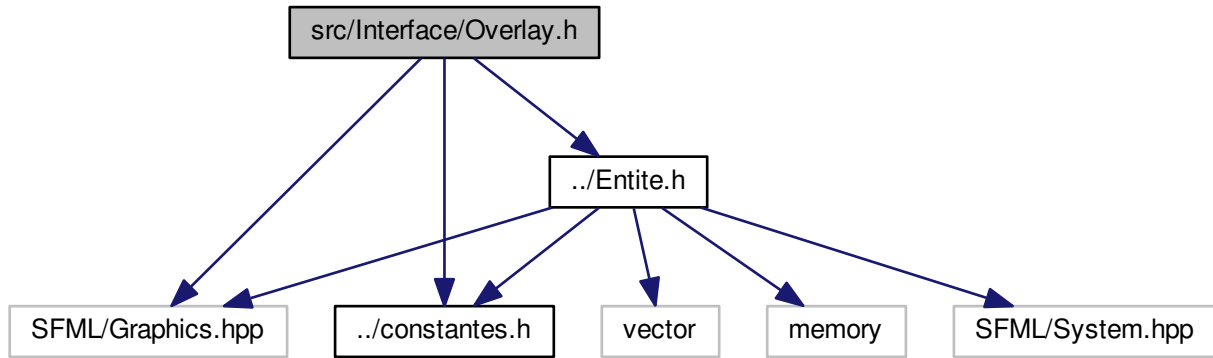 src/Interface/Overlay.h
../Entite.h
SFML/Graphics.hpp
../constantes.h
vector
memory
SFML/System.hpp